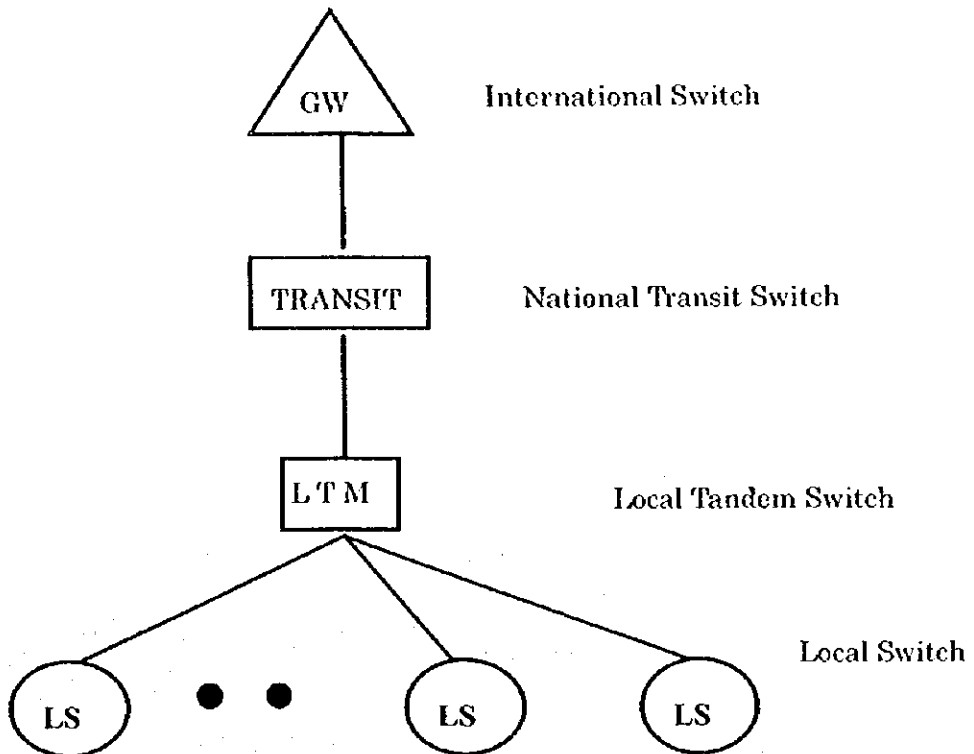 GW International Switch
TRANSIT National Transit Switch
L T M Local Tandem Switch
Local Switch
LS LS LS